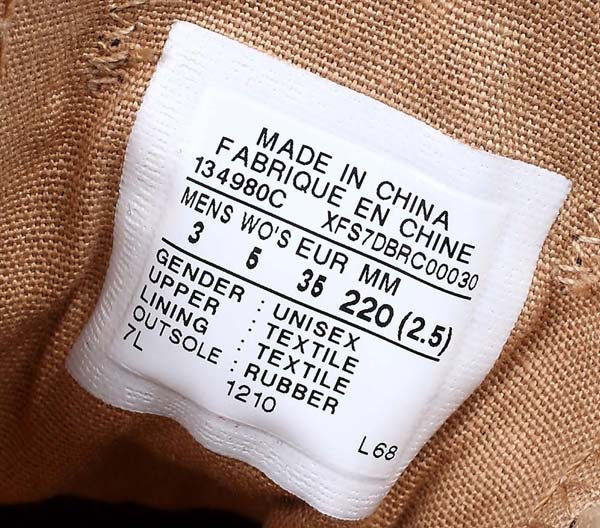 MADE IN CHINA
FABRIQUE EN CHINE
134980C XFS7DBRC00030
MENS WO'S EUR MM
3 5 35 220 (2.5)
GENDER : UNISEX
UPPER : TEXTILE
LINING : TEXTILE
OUTSOLE : RUBBER
7L 1210 L68